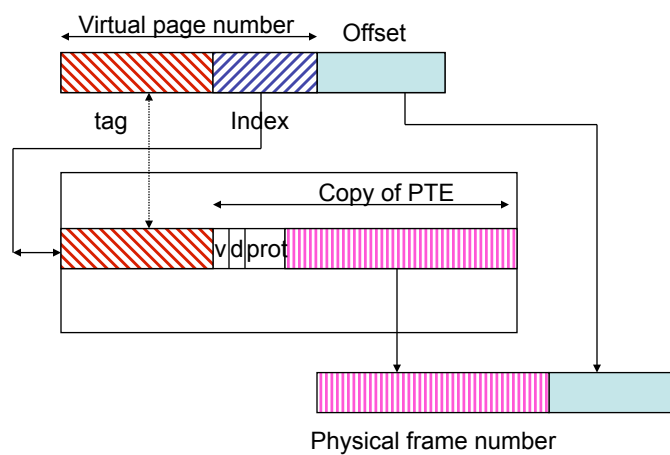 Virtual page number
Offset
tag
Index
Copy of PTE
v d prot
Physical frame number